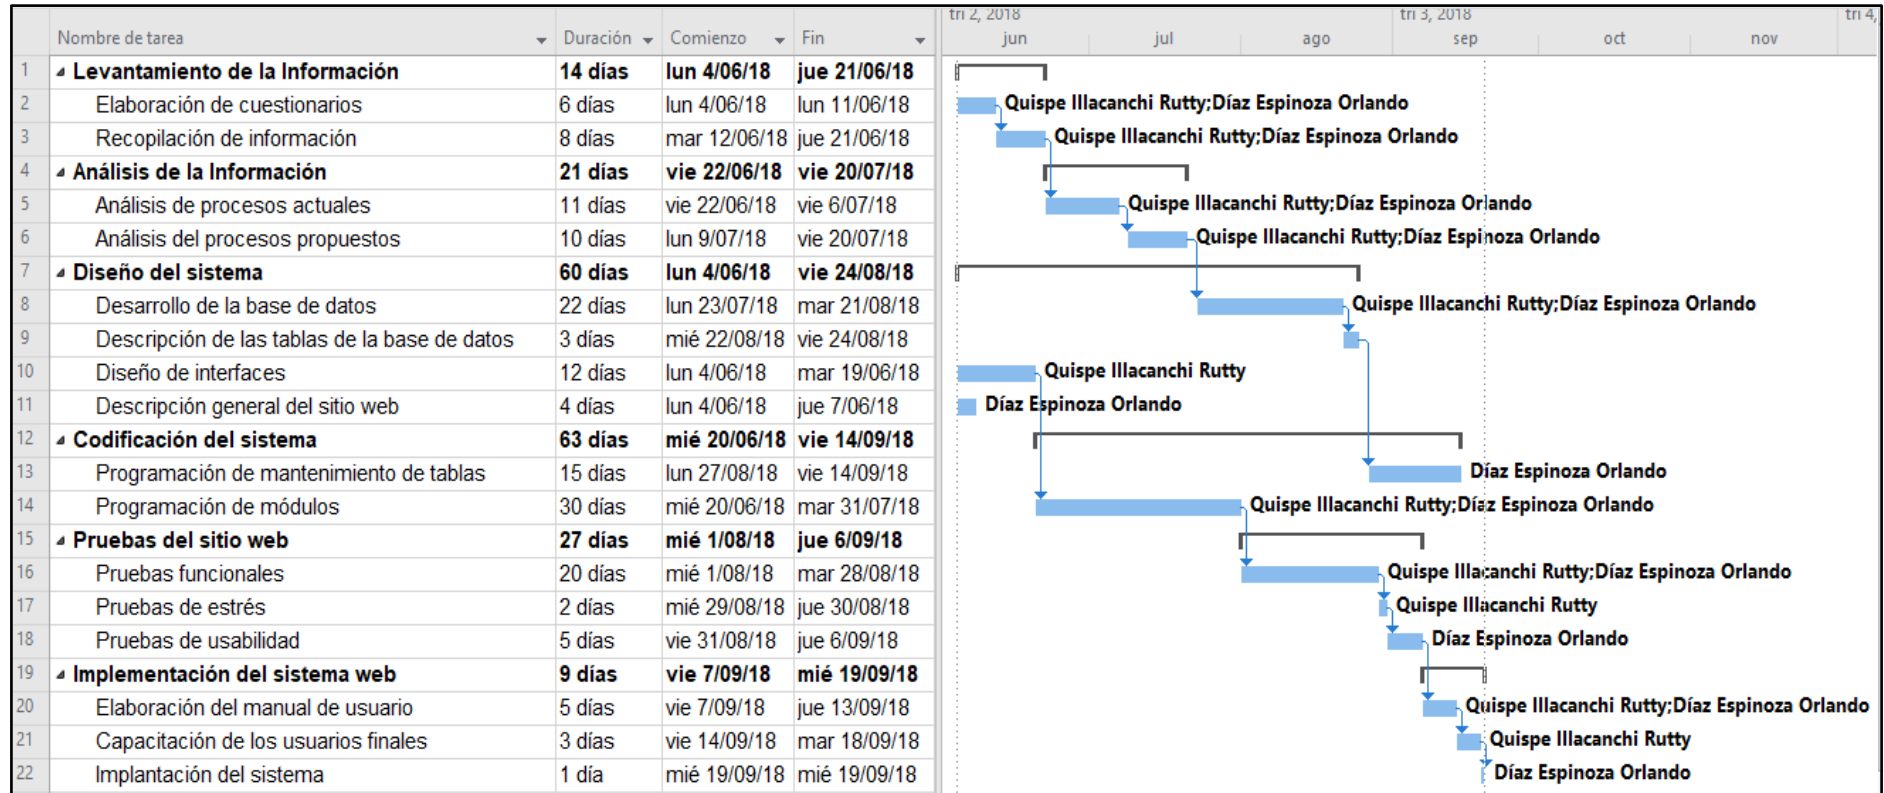 tri 2, 2018 tri 3, 2018 tri 4,
Nombre de tarea Duración Comienzo Fin jun jul ago sep oct nov
1 Levantamiento de la Información 14 días lun 4/06/18 jue 21/06/18
2 Elaboración de cuestionarios 6 días lun 4/06/18 lun 11/06/18 Quispe Illacanchi Rutty;Díaz Espinoza Orlando
3 Recopilación de información 8 días mar 12/06/18 jue 21/06/18 Quispe Illacanchi Rutty;Díaz Espinoza Orlando
4 Análisis de la Información 21 días vie 22/06/18 vie 20/07/18
5 Análisis de procesos actuales 11 días vie 22/06/18 vie 6/07/18 Quispe Illacanchi Rutty;Díaz Espinoza Orlando
6 Análisis del procesos propuestos 10 días lun 9/07/18 vie 20/07/18 Quispe Illacanchi Rutty;Díaz Espinoza Orlando
7 Diseño del sistema 60 días lun 4/06/18 vie 24/08/18
8 Desarrollo de la base de datos 22 días lun 23/07/18 mar 21/08/18 Quispe Illacanchi Rutty;Díaz Espinoza Orlando
9 Descripción de las tablas de la base de datos 3 días mié 22/08/18 vie 24/08/18
10 Diseño de interfaces 12 días lun 4/06/18 mar 19/06/18 Quispe Illacanchi Rutty
11 Descripción general del sitio web 4 días lun 4/06/18 jue 7/06/18 Díaz Espinoza Orlando
12 Codificación del sistema 63 días mié 20/06/18 vie 14/09/18
13 Programación de mantenimiento de tablas 15 días lun 27/08/18 vie 14/09/18 Díaz Espinoza Orlando
14 Programación de módulos 30 días mié 20/06/18 mar 31/07/18 Quispe Illacanchi Rutty;Díaz Espinoza Orlando
15 Pruebas del sitio web 27 días mié 1/08/18 jue 6/09/18
16 Pruebas funcionales 20 días mié 1/08/18 mar 28/08/18 Quispe Illacanchi Rutty;Díaz Espinoza Orlando
17 Pruebas de estrés 2 días mié 29/08/18 jue 30/08/18 Quispe Illacanchi Rutty
18 Pruebas de usabilidad 5 días vie 31/08/18 jue 6/09/18 Díaz Espinoza Orlando
19 Implementación del sistema web 9 días vie 7/09/18 mié 19/09/18
20 Elaboración del manual de usuario 5 días vie 7/09/18 jue 13/09/18 Quispe Illacanchi Rutty;Díaz Espinoza Orlando
21 Capacitación de los usuarios finales 3 días vie 14/09/18 mar 18/09/18 Quispe Illacanchi Rutty
22 Implantación del sistema 1 día mié 19/09/18 mié 19/09/18 Díaz Espinoza Orlando